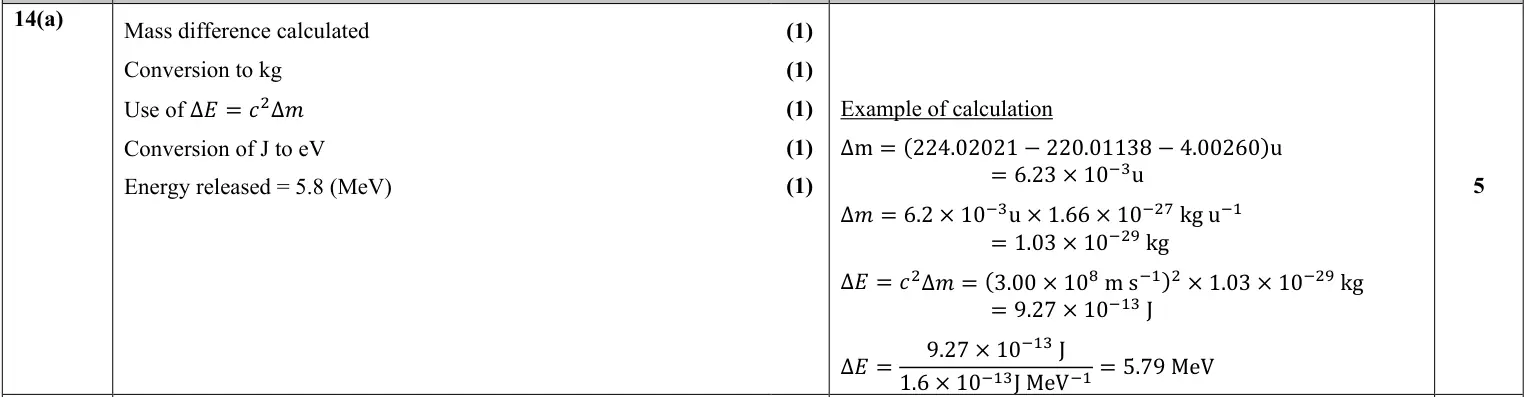 14(a)
Mass difference calculated (1)
Conversion to kg (1)
Use of Δ𝐸 = 𝑐²Δ𝑚 (1)
Conversion of J to eV (1)
Energy released = 5.8 (MeV) (1)
Example of calculation
Δm = (224.02021 − 220.01138 − 4.00260)u
= 6.23 × 10⁻³u
Δ𝑚 = 6.2 × 10⁻³u × 1.66 × 10⁻²⁷ kg u⁻¹
= 1.03 × 10⁻²⁹ kg
Δ𝐸 = 𝑐²Δ𝑚 = (3.00 × 10⁸ m s⁻¹)² × 1.03 × 10⁻²⁹ kg
= 9.27 × 10⁻¹³ J
Δ𝐸 = 9.27 × 10⁻¹³ J / 1.6 × 10⁻¹³J MeV⁻¹ = 5.79 MeV
5